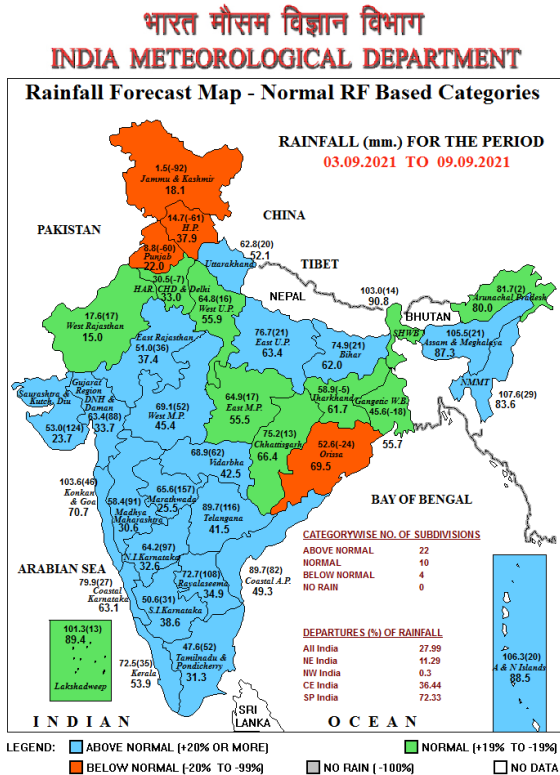 भारत मौसम विज्ञान विभाग
INDIA METEOROLOGICAL DEPARTMENT
Rainfall Forecast Map - Normal RF Based Categories
RAINFALL (mm.) FOR THE PERIOD
03.09.2021 TO 09.09.2021
1.5(-92)
Jammu & Kashmir
18.1
14.7(-61)
H.P.
37.9
CHINA
PAKISTAN
8.8(-60)
Punjab
22.0
62.8(20)
Uttarakhand
52.1
TIBET
30.5(-7)
HAR. CHD & Delhi
33.0
NEPAL
64.8(16)
West U.P.
55.9
103.0(14)
90.8
81.7(2)
Arunachal Pradesh
80.0
17.6(17)
West Rajasthan
15.0
BHUTAN
SHWB
East Rajasthan
51.0(36)
37.4
76.7(21)
East U.P.
63.4
74.9(21)
Bihar
62.0
105.5(21)
Assam & Meghalaya
87.3
NMMT
107.6(29)
83.6
Saurashtra &
Kutch, Diu
53.0(124)
23.7
Gujarat
Region
DNH &
Daman
63.4(88)
33.7
69.1(52)
West M.P.
45.4
64.9(17)
East M.P.
55.5
58.9(-5)
Jharkhand
61.7
Gangetic W.B.
45.6(-18)
55.7
75.2(13)
Chhattisgarh
66.4
52.6(-24)
Orissa
69.5
68.9(62)
Vidarbha
42.5
103.6(46)
Konkan
& Goa
70.7
65.6(157)
Marathwada
25.5
58.4(91)
Madhya
Maharashtra
30.6
89.7(116)
Telangana
41.5
BAY OF BENGAL
CATEGORYWISE NO. OF SUBDIVISIONS
ABOVE NORMAL 22
NORMAL 10
BELOW NORMAL 4
NO RAIN 0
64.2(97)
N.I.Karnataka
32.6
ARABIAN SEA
79.9(27)
Coastal
Karnataka
63.1
72.7(108)
Rayalaseema
34.9
89.7(82)
Coastal A.P.
49.3
50.6(31)
S.I.Karnataka
38.6
DEPARTURES (%) OF RAINFALL
All India 27.99
NE India 11.29
NW India 0.3
CE India 36.44
SP India 72.33
101.3(13)
89.4
Lakshadweep
47.6(52)
Tamilnadu &
Pondicherry
31.3
72.5(35)
Kerala
53.9
106.3(20)
A & N Islands
88.5
SRI
LANKA
INDIAN OCEAN
LEGEND: ABOVE NORMAL (+20% OR MORE) NORMAL (+19% TO -19%)
BELOW NORMAL (-20% TO -99%) NO RAIN ( -100%) NO DATA